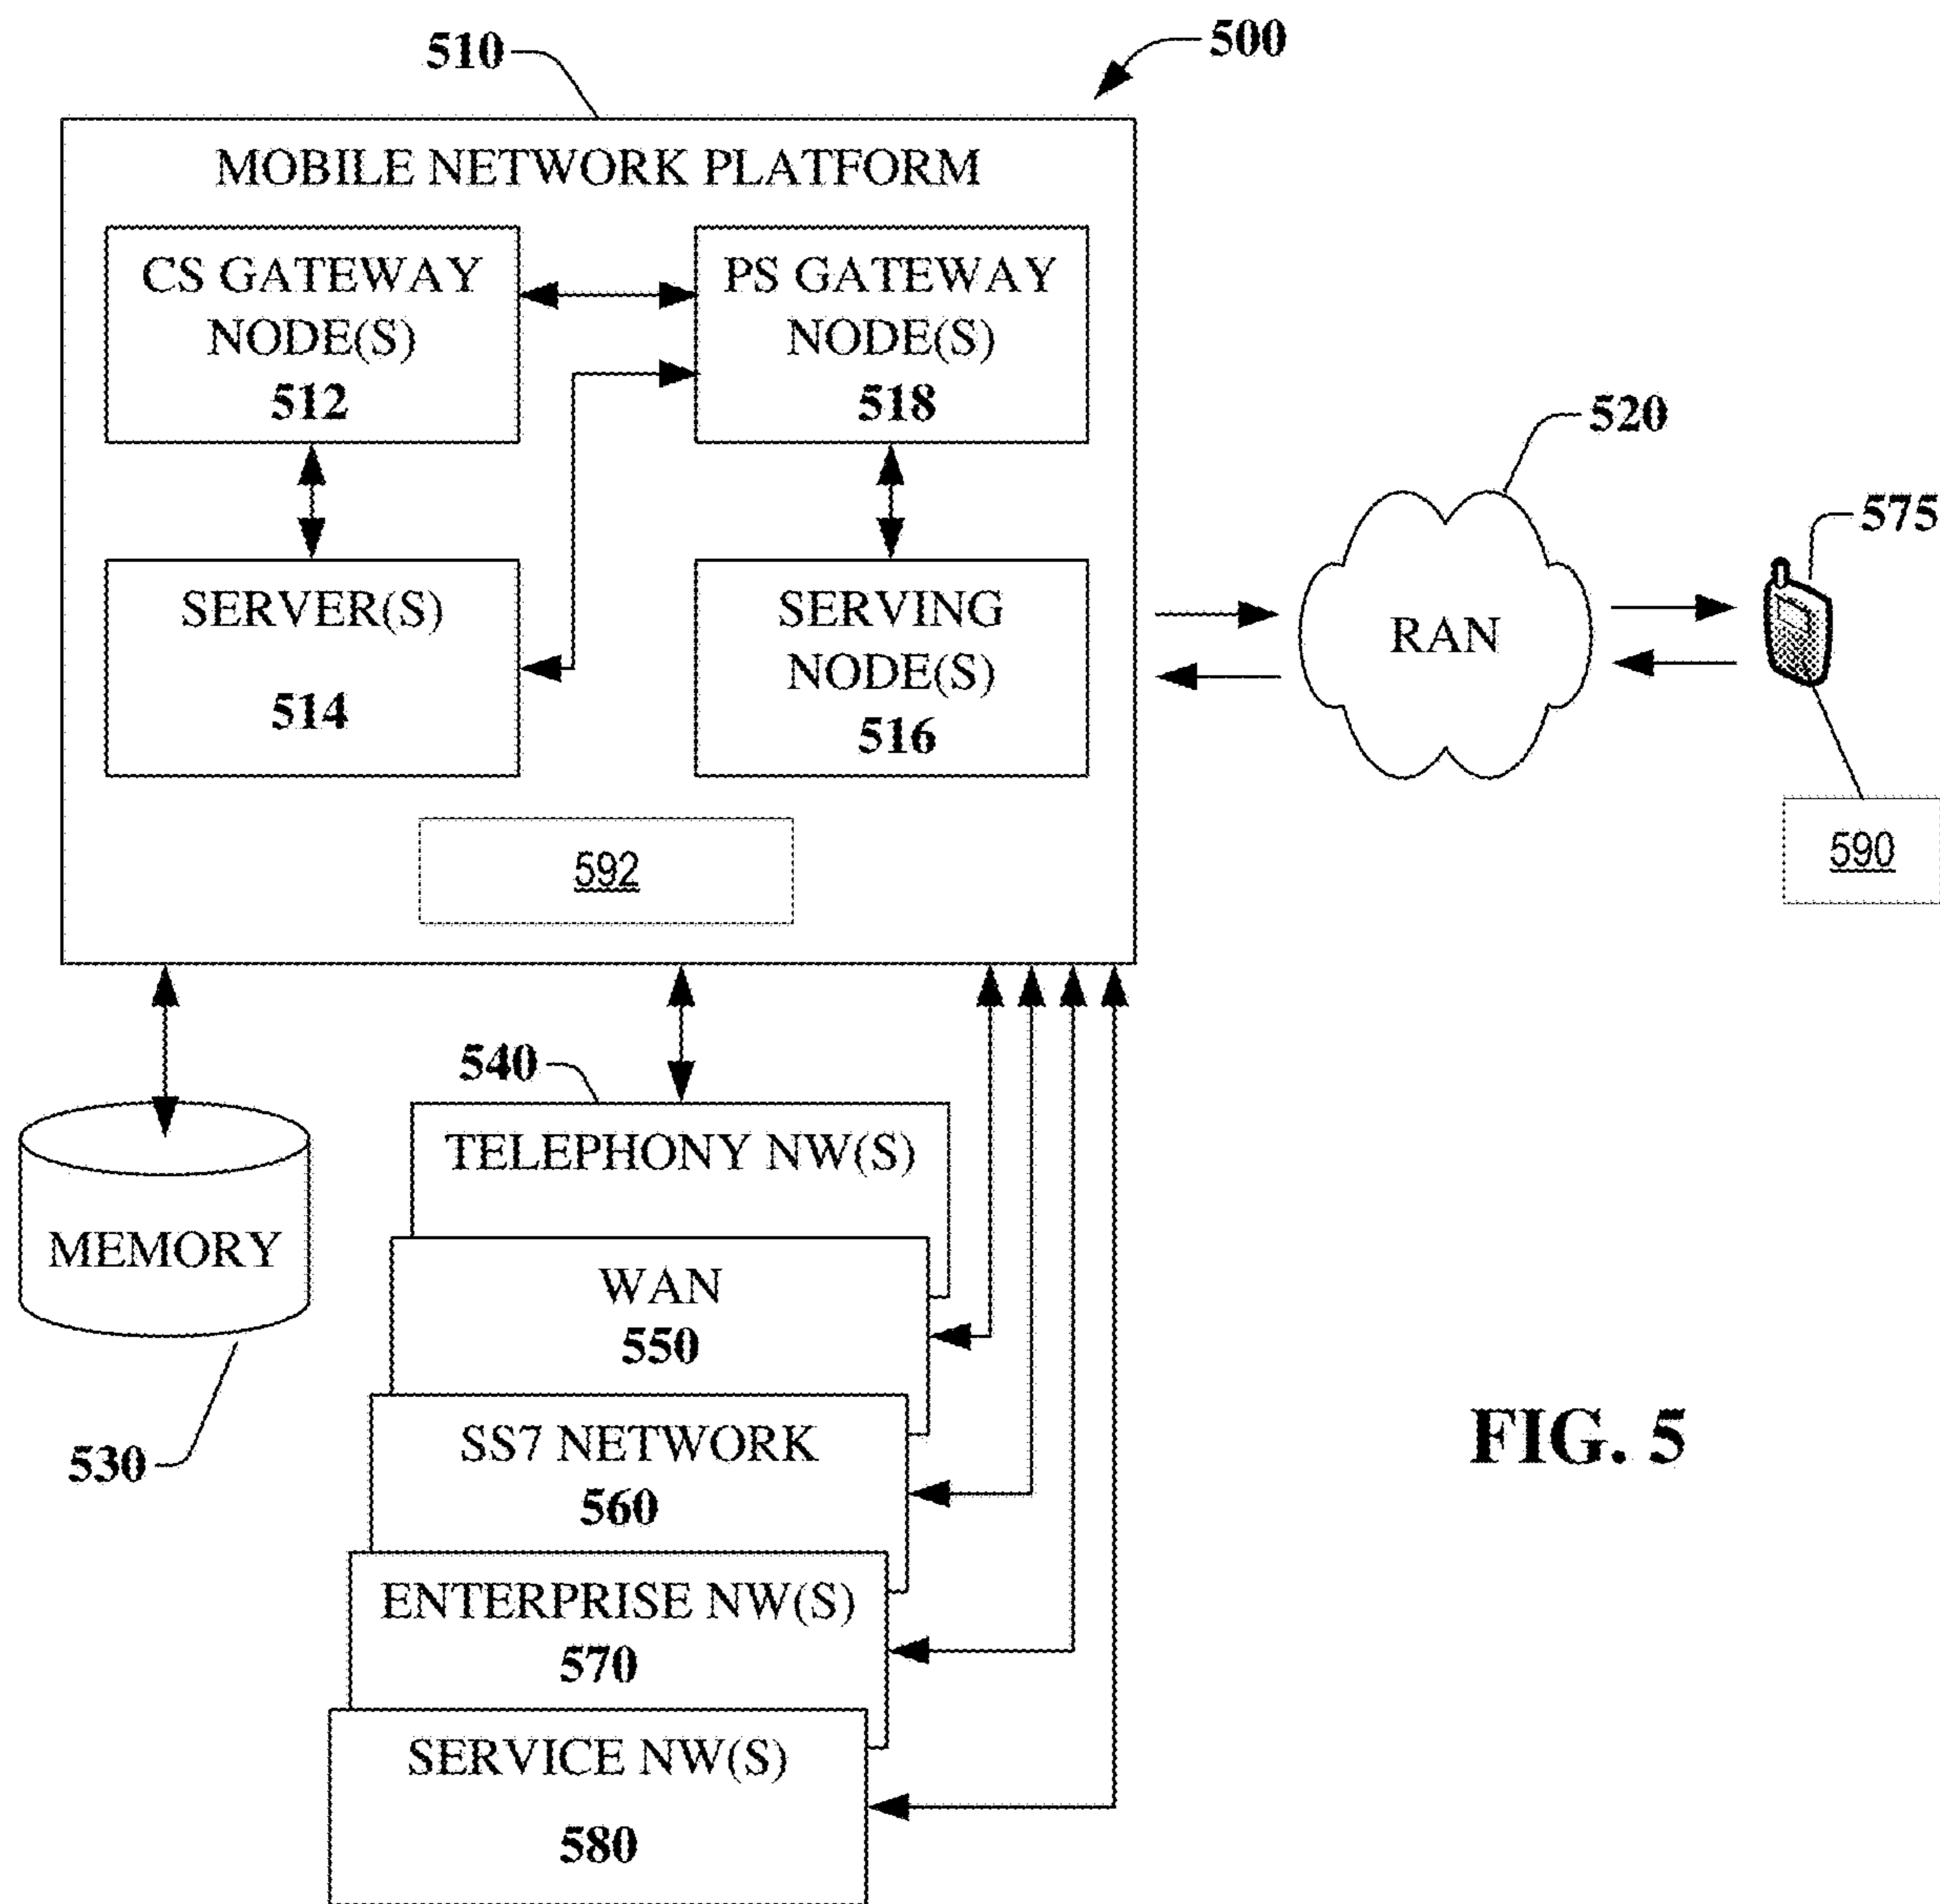 510
500
MOBILE NETWORK PLATFORM
CS GATEWAY
NODE(S)
512
PS GATEWAY
NODE(S)
518
520
575
SERVER(S)
514
SERVING
NODE(S)
516
RAN
592
590
540
TELEPHONY NW(S)
MEMORY
WAN
550
530
SS7 NETWORK
560
FIG. 5
ENTERPRISE NW(S)
570
SERVICE NW(S)
580